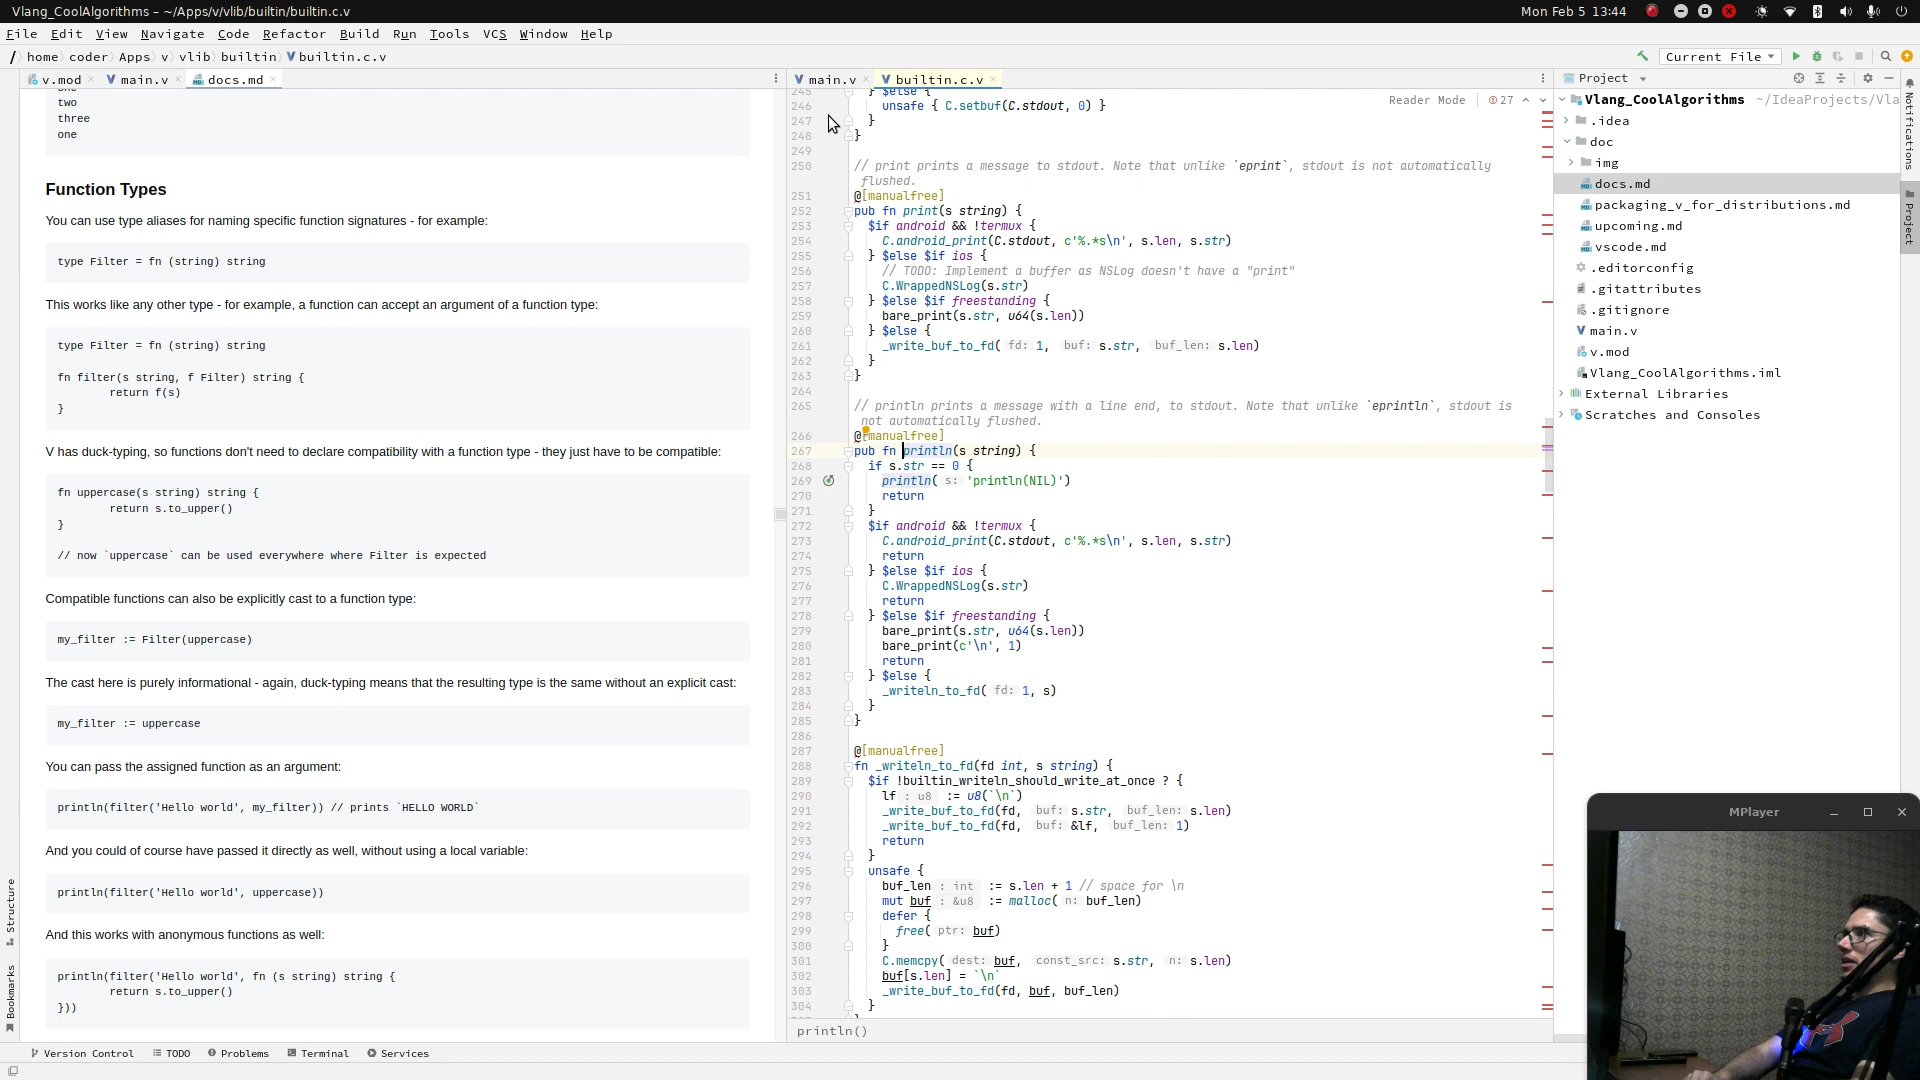 Vlang_CoolAlgorithms – ~/Apps/v/vlib/builtin/builtin.c.v
Mon Feb 5 13:44
File Edit View Navigate Code Refactor Build Run Tools VCS Window Help
/ home coder Apps v vlib builtin builtin.c.v
Current File
v.mod main.v docs.md
two
three
one
Function Types
You can use type aliases for naming specific function signatures - for example:
type Filter = fn (string) string
This works like any other type - for example, a function can accept an argument of a function type:
type Filter = fn (string) string
fn filter(s string, f Filter) string {
return f(s)
}
V has duck-typing, so functions don't need to declare compatibility with a function type - they just have to be compatible:
fn uppercase(s string) string {
return s.to_upper()
}
// now `uppercase` can be used everywhere where Filter is expected
Compatible functions can also be explicitly cast to a function type:
my_filter := Filter(uppercase)
The cast here is purely informational - again, duck-typing means that the resulting type is the same without an explicit cast:
my_filter := uppercase
You can pass the assigned function as an argument:
println(filter('Hello world', my_filter)) // prints `HELLO WORLD`
And you could of course have passed it directly as well, without using a local variable:
println(filter('Hello world', uppercase))
And this works with anonymous functions as well:
println(filter('Hello world', fn (s string) string {
return s.to_upper()
}))
main.v builtin.c.v
Reader Mode 27
245 } $else {
246 unsafe { C.setbuf(C.stdout, 0) }
247 }
248 }
249
250 // print prints a message to stdout. Note that unlike `eprint`, stdout is not automatically
flushed.
251 @[manualfree]
252 pub fn print(s string) {
253 $if android && !termux {
254 C.android_print(C.stdout, c'%.*s\n', s.len, s.str)
255 } $else $if ios {
256 // TODO: Implement a buffer as NSLog doesn't have a "print"
257 C.WrappedNSLog(s.str)
258 } $else $if freestanding {
259 bare_print(s.str, u64(s.len))
260 } $else {
261 _write_buf_to_fd( fd: 1, buf: s.str, buf_len: s.len)
262 }
263 }
264
265 // println prints a message with a line end, to stdout. Note that unlike `eprintln`, stdout is
not automatically flushed.
266 @[manualfree]
267 pub fn println(s string) {
268 if s.str == 0 {
269 println( s: 'println(NIL)')
270 return
271 }
272 $if android && !termux {
273 C.android_print(C.stdout, c'%.*s\n', s.len, s.str)
274 return
275 } $else $if ios {
276 C.WrappedNSLog(s.str)
277 return
278 } $else $if freestanding {
279 bare_print(s.str, u64(s.len))
280 bare_print(c'\n', 1)
281 return
282 } $else {
283 _writeln_to_fd( fd: 1, s)
284 }
285 }
286
287 @[manualfree]
288 fn _writeln_to_fd(fd int, s string) {
289 $if !builtin_writeln_should_write_at_once ? {
290 lf : u8 := u8(`\n`)
291 _write_buf_to_fd(fd, buf: s.str, buf_len: s.len)
292 _write_buf_to_fd(fd, buf: &lf, buf_len: 1)
293 return
294 }
295 unsafe {
296 buf_len : int := s.len + 1 // space for \n
297 mut buf : &u8 := malloc( n: buf_len)
298 defer {
299 free( ptr: buf)
300 }
301 C.memcpy( dest: buf, const_src: s.str, n: s.len)
302 buf[s.len] = `\n`
303 _write_buf_to_fd(fd, buf, buf_len)
304 }
println()
Project
Vlang_CoolAlgorithms ~/IdeaProjects/Vla
.idea
doc
img
docs.md
packaging_v_for_distributions.md
upcoming.md
vscode.md
.editorconfig
.gitattributes
.gitignore
main.v
v.mod
Vlang_CoolAlgorithms.iml
External Libraries
Scratches and Consoles
Notifications
Project
MPlayer
Structure
Bookmarks
Version Control TODO Problems Terminal Services